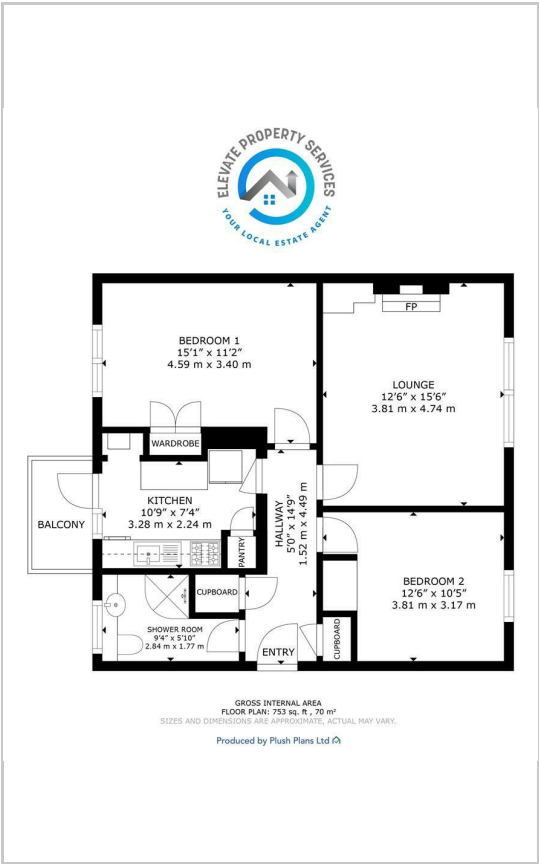 ELEVATE PROPERTY SERVICES
YOUR LOCAL ESTATE AGENT
FP
BEDROOM 1
15'1" x 11'2"
4.59 m x 3.40 m
LOUNGE
12'6" x 15'6"
3.81 m x 4.74 m
WARDROBE
KITCHEN
10'9" x 7'4"
3.28 m x 2.24 m
BALCONY
HALLWAY
5'0" x 14'9"
1.52 m x 4.49 m
PANTRY
BEDROOM 2
12'6" x 10'5"
3.81 m x 3.17 m
CUPBOARD
SHOWER ROOM
9'4" x 5'10"
2.84 m x 1.77 m
ENTRY
CUPBOARD
GROSS INTERNAL AREA
FLOOR PLAN: 753 sq. ft , 70 m²
SIZES AND DIMENSIONS ARE APPROXIMATE, ACTUAL MAY VARY.
Produced by Plush Plans Ltd